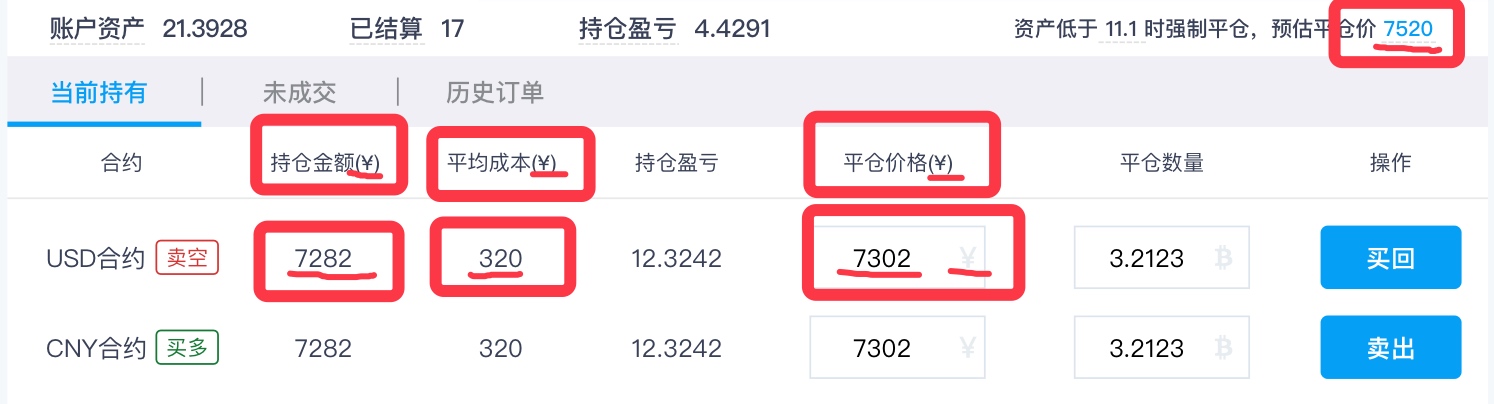 账户资产 21.3928 已结算 17 持仓盈亏 4.4291 资产低于 11.1 时强制平仓，预估平仓价 7520
当前持有 | 未成交 | 历史订单
合约 持仓金额(¥) 平均成本(¥) 持仓盈亏 平仓价格(¥) 平仓数量 操作
USD合约 卖空 7282 320 12.3242 7302 ¥ 3.2123 ₿ 买回
CNY合约 买多 7282 320 12.3242 7302 ¥ 3.2123 ₿ 卖出